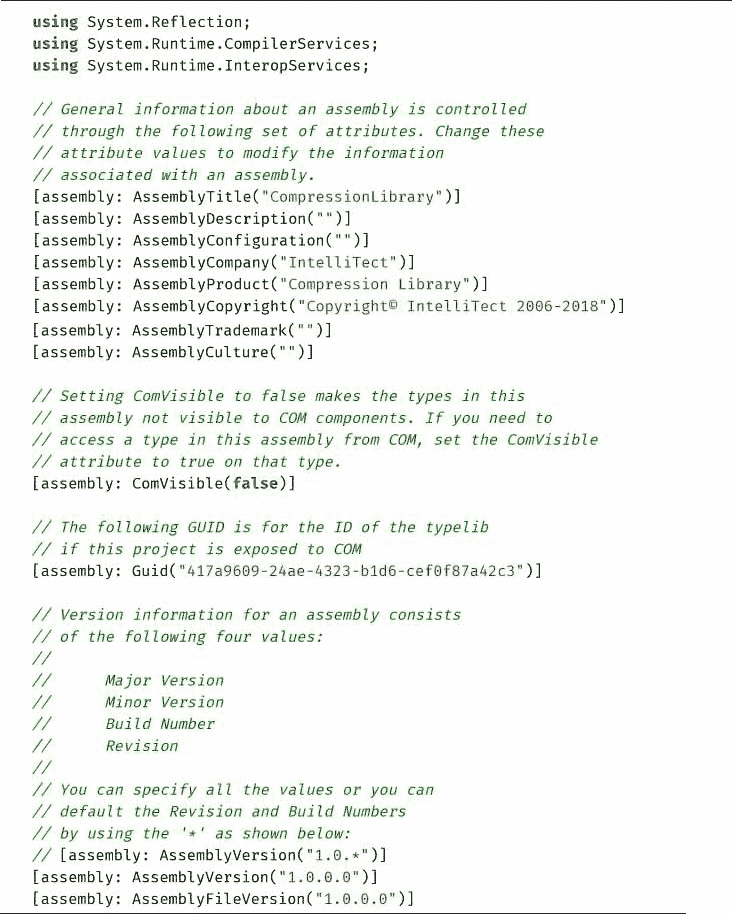 using System.Reflection;
using System.Runtime.CompilerServices;
using System.Runtime.InteropServices;
// General information about an assembly is controlled
// through the following set of attributes. Change these
// attribute values to modify the information
// associated with an assembly.
[assembly: AssemblyTitle("CompressionLibrary")]
[assembly: AssemblyDescription("")]
[assembly: AssemblyConfiguration("")]
[assembly: AssemblyCompany("IntelliTect")]
[assembly: AssemblyProduct("Compression Library")]
[assembly: AssemblyCopyright("Copyright© IntelliTect 2006-2018")]
[assembly: AssemblyTrademark("")]
[assembly: AssemblyCulture("")]
// Setting ComVisible to false makes the types in this
// assembly not visible to COM components. If you need to
// access a type in this assembly from COM, set the ComVisible
// attribute to true on that type.
[assembly: ComVisible(false)]
// The following GUID is for the ID of the typelib
// if this project is exposed to COM
[assembly: Guid("417a9609-24ae-4323-b1d6-cef0f87a42c3")]
// Version information for an assembly consists
// of the following four values:
//
//      Major Version
//      Minor Version
//      Build Number
//      Revision
//
// You can specify all the values or you can
// default the Revision and Build Numbers
// by using the '*' as shown below:
// [assembly: AssemblyVersion("1.0.*")]
[assembly: AssemblyVersion("1.0.0.0")]
[assembly: AssemblyFileVersion("1.0.0.0")]